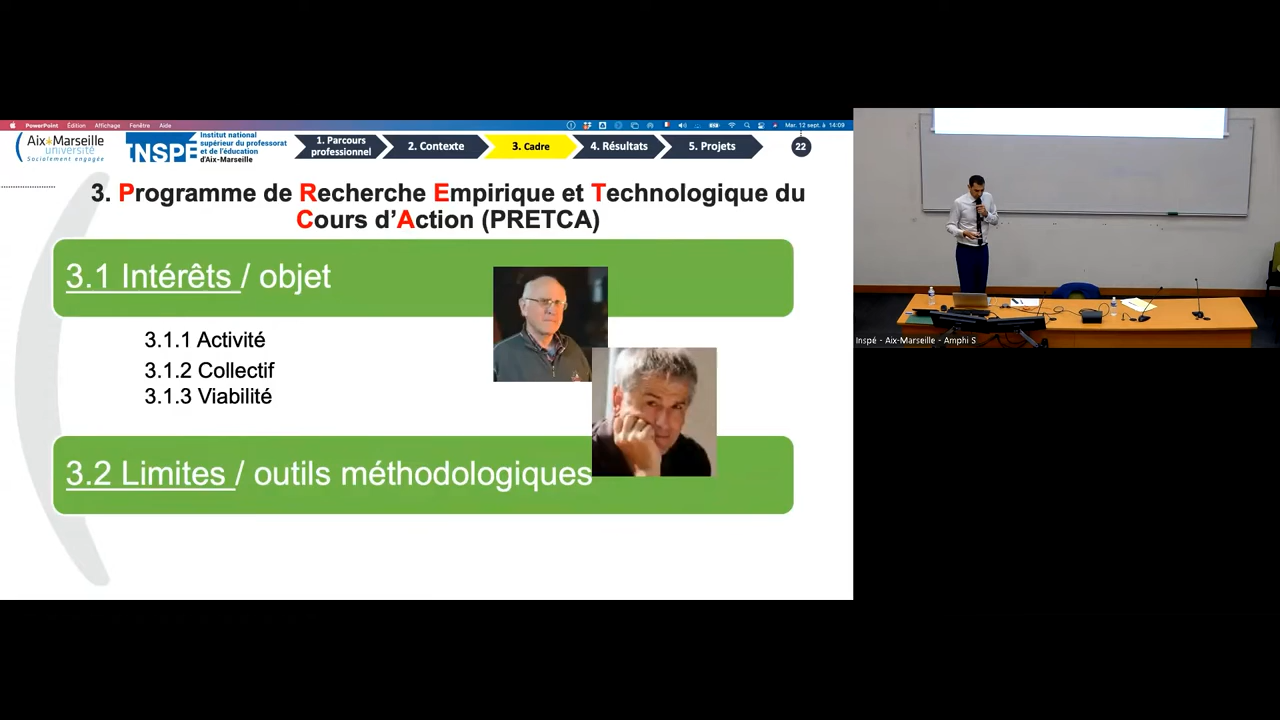 PowerPoint Édition Affichage Fenêtre Aide
Mar. 12 sept. à 14:09
Aix*Marseille
université
Socialement engagée
INSPÉ
Institut national
supérieur du professorat
et de l'éducation
d'Aix-Marseille
1. Parcours
professionnel
2. Contexte
3. Cadre
4. Résultats
5. Projets
22
3. Programme de Recherche Empirique et Technologique du
Cours d'Action (PRETCA)
3.1 Intérêts / objet
3.1.1 Activité
3.1.2 Collectif
3.1.3 Viabilité
3.2 Limites / outils méthodologiques
Inspé - Aix-Marseille - Amphi S